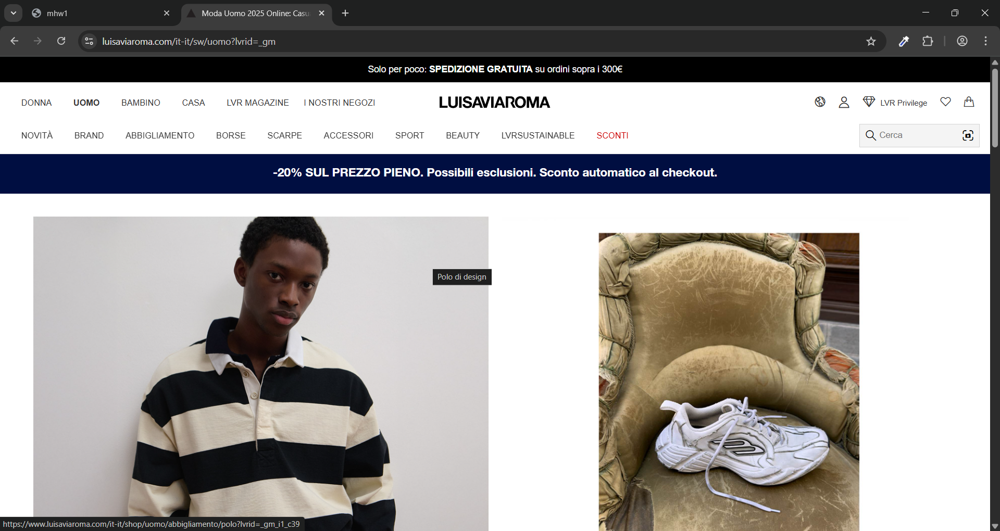 mhw1
Moda Uomo 2025 Online: Casu
luisaviaroma.com/it-it/sw/uomo?lvrid=_gm
Solo per poco: SPEDIZIONE GRATUITA su ordini sopra i 300€
DONNA UOMO BAMBINO CASA LVR MAGAZINE I NOSTRI NEGOZI LUISAVIAROMA LVR Privilege
NOVITÀ BRAND ABBIGLIAMENTO BORSE SCARPE ACCESSORI SPORT BEAUTY LVRSUSTAINABLE SCONTI Cerca
-20% SUL PREZZO PIENO. Possibili esclusioni. Sconto automatico al checkout.
Polo di design
https://www.luisaviaroma.com/it-it/shop/uomo/abbigliamento/polo?lvrid=_gm_i1_c39